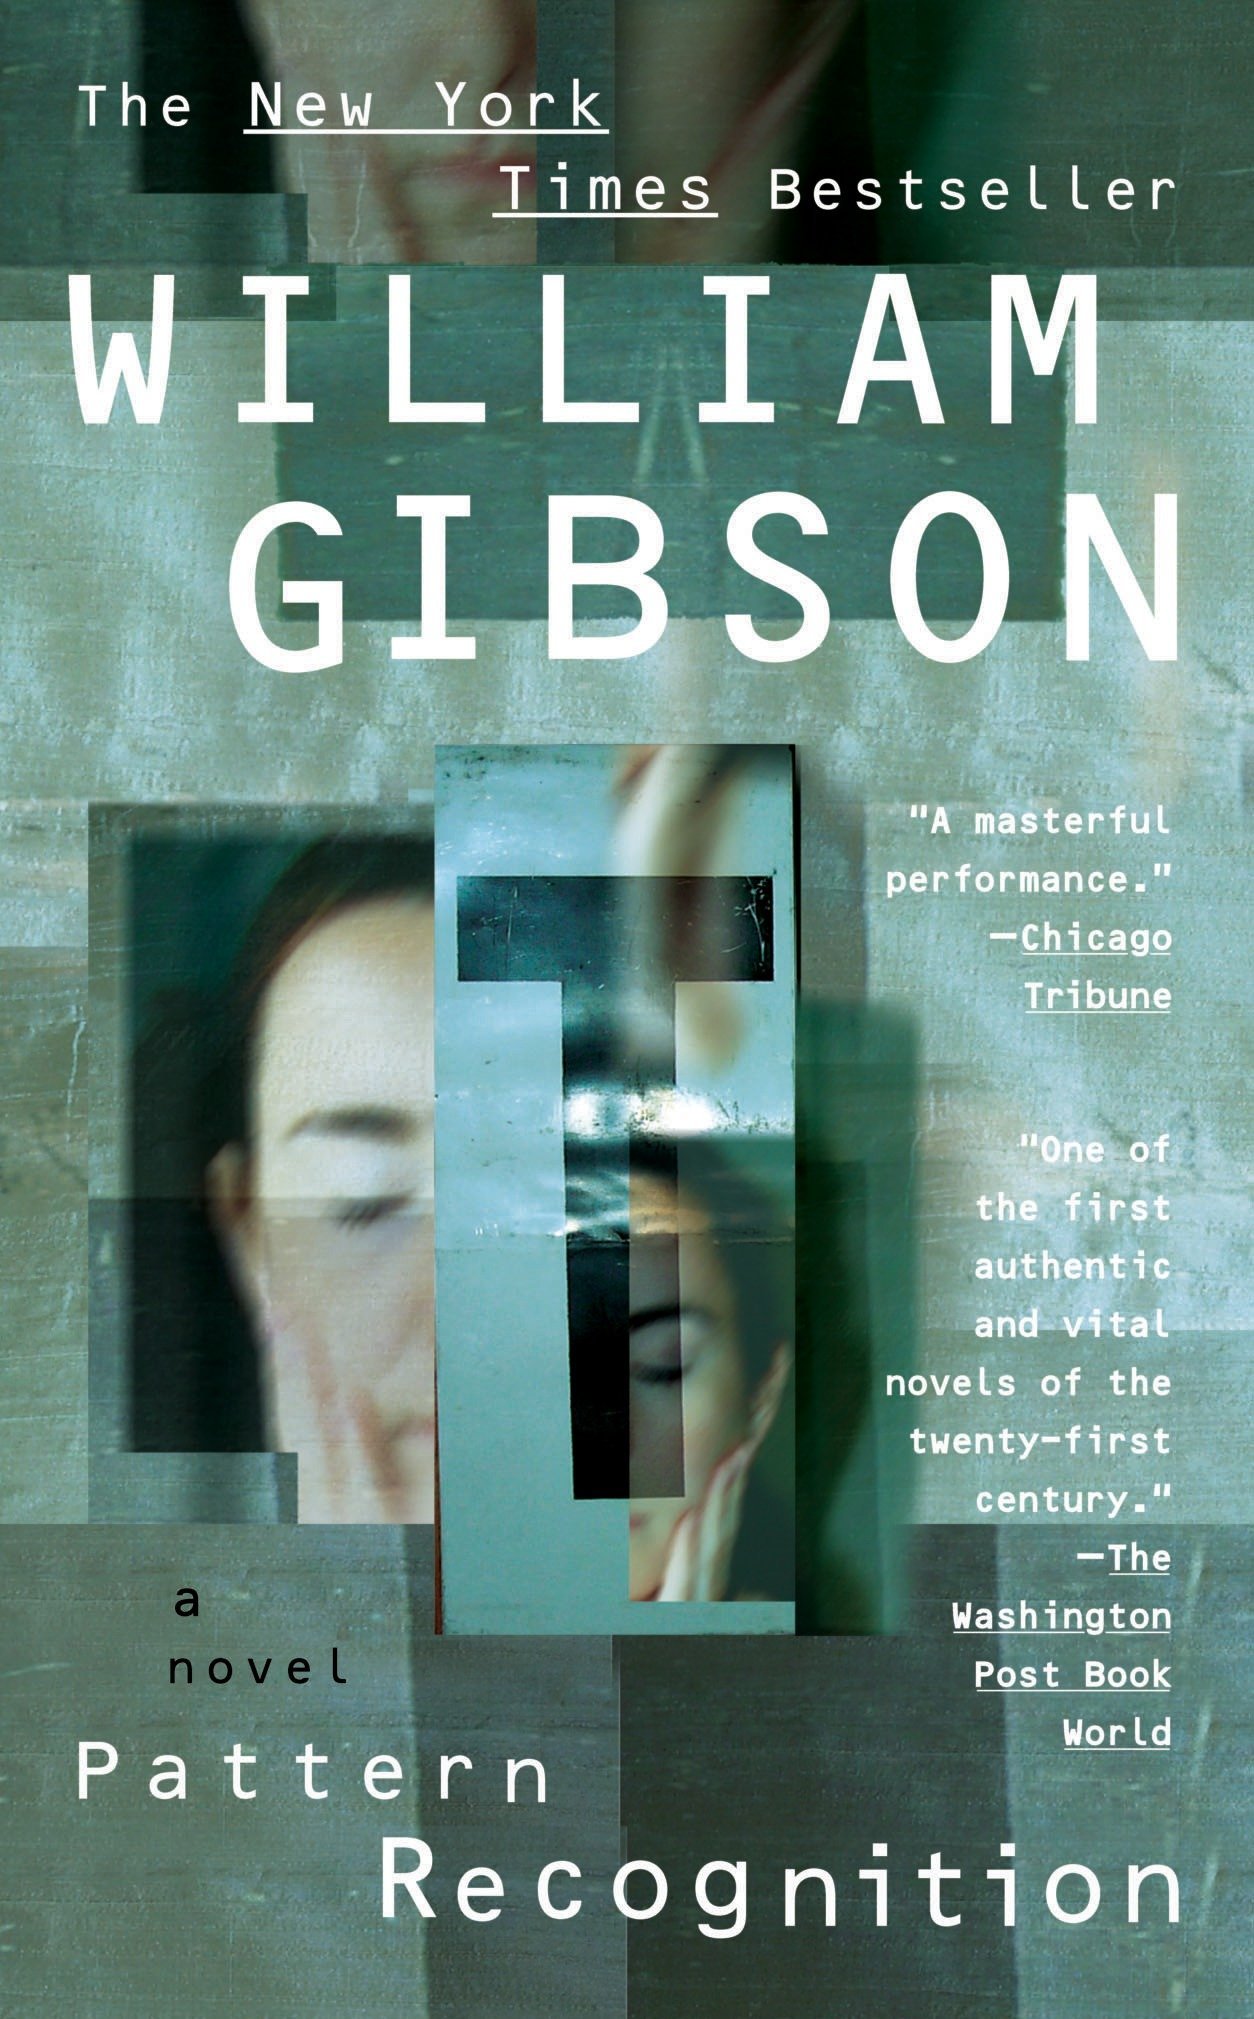 The New York
Times Bestseller
WILLIAM
GIBSON
"A masterful
performance."
—Chicago
Tribune
"One of
the first
authentic
and vital
novels of the
twenty-first
century."
—The
Washington
Post Book
World
T
a
novel
Pattern
Recognition